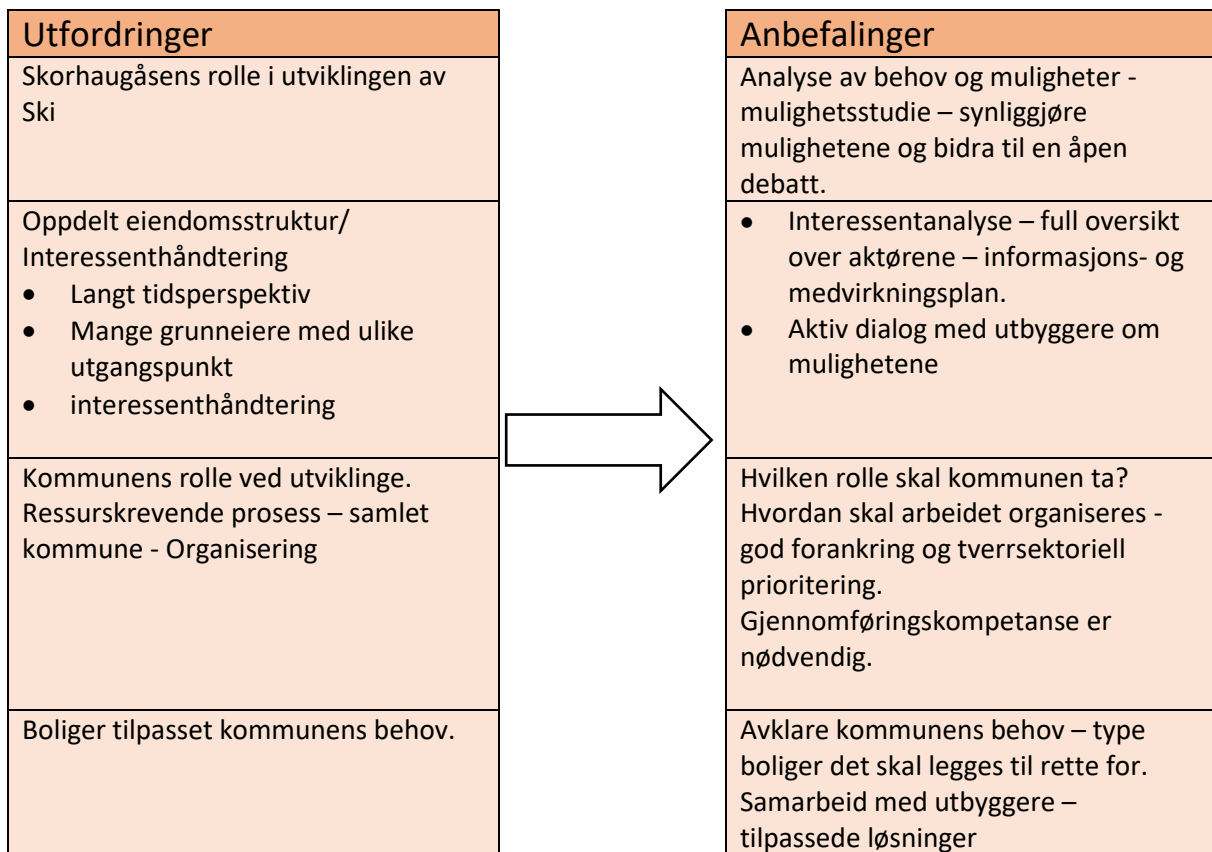 Utfordringer
Skorhaugåsens rolle i utviklingen av
Ski
Oppdelt eiendomsstruktur/
Interessenthåndtering
• Langt tidsperspektiv
• Mange grunneiere med ulike
utgangspunkt
• interessenthåndtering
Kommunens rolle ved utviklinge.
Ressurskrevende prosess – samlet
kommune - Organisering
Boliger tilpasset kommunens behov.
Anbefalinger
Analyse av behov og muligheter -
mulighetsstudie – synliggjøre
mulighetene og bidra til en åpen
debatt.
• Interessentanalyse – full oversikt
over aktørene – informasjons- og
medvirkningsplan.
• Aktiv dialog med utbyggere om
mulighetene
Hvilken rolle skal kommunen ta?
Hvordan skal arbeidet organiseres -
god forankring og tverrsektoriell
prioritering.
Gjennomføringskompetanse er
nødvendig.
Avklare kommunens behov – type
boliger det skal legges til rette for.
Samarbeid med utbyggere –
tilpassede løsninger